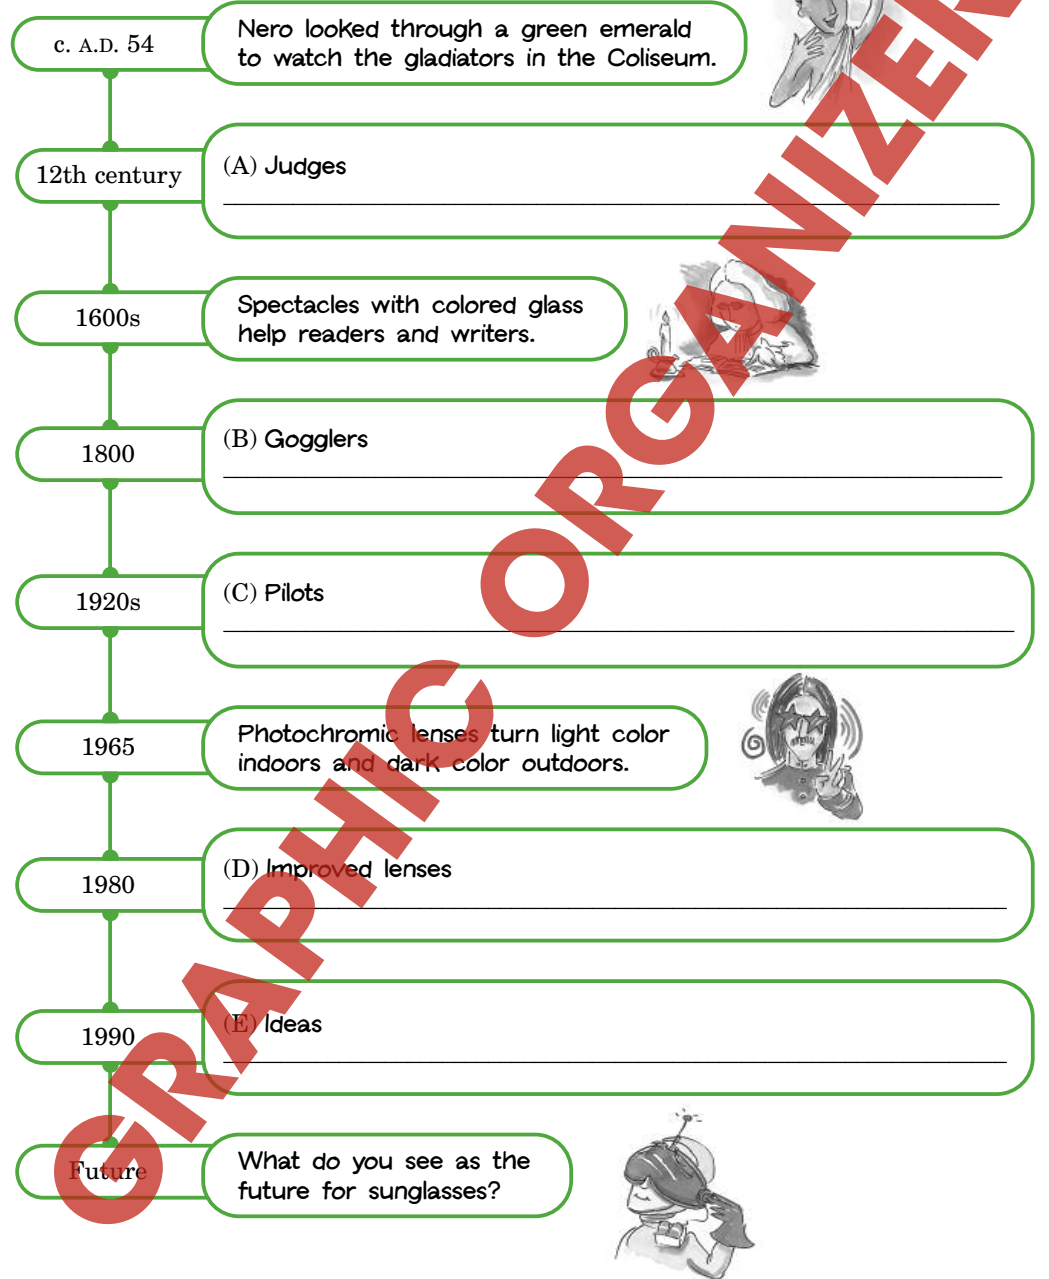 c. A.D. 54
Nero looked through a green emerald
to watch the gladiators in the Coliseum.
12th century
(A) Judges
1600s
Spectacles with colored glass
help readers and writers.
1800
(B) Gogglers
1920s
(C) Pilots
1965
Photochromic lenses turn light color
indoors and dark color outdoors.
1980
(D) Improved lenses
1990
(E) Ideas
Future
What do you see as the
future for sunglasses?
GRAPHIC ORGANIZER